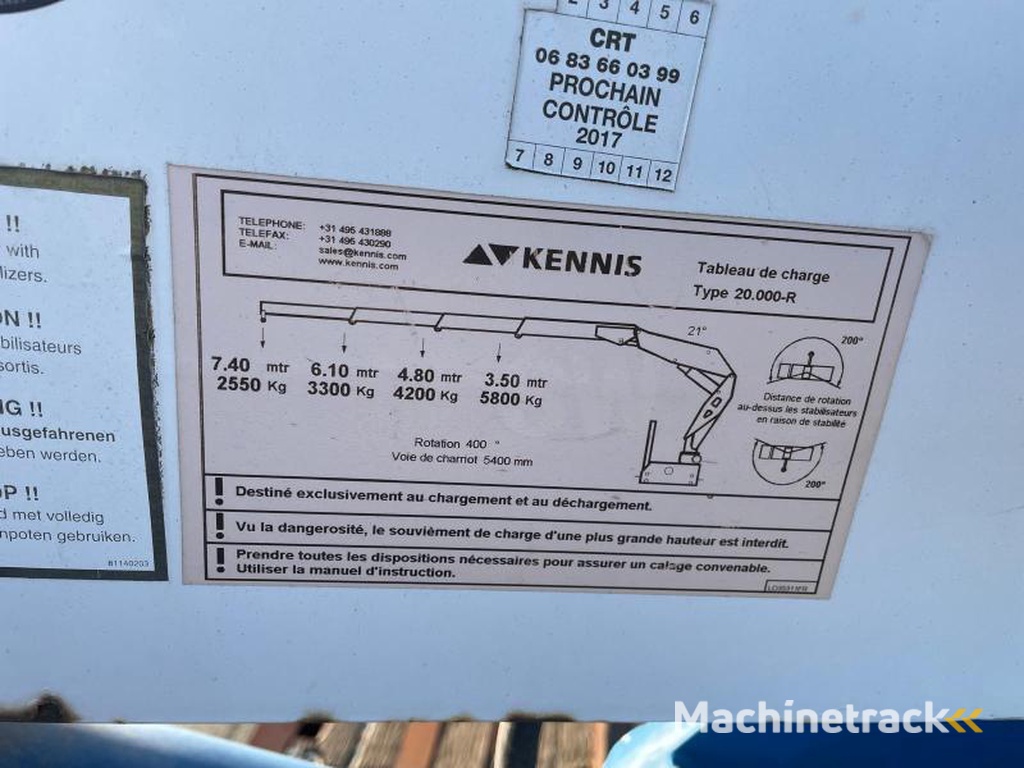 2 3 4 5 6
CRT
06 83 66 03 99
PROCHAIN
CONTRÔLE
2017
7 8 9 10 11 12
!!
with
lizers.
ON !!
bilisateurs
sortis.
NG !!
usgefahrenen
eben werden.
P !!
d met volledig
npoten gebruiken.
81140203
TELEPHONE: +31 495 431888
TELEFAX: +31 495 430290
E-MAIL: sales@kennis.com
www.kennis.com
KENNIS
Tableau de charge
Type 20.000-R
21°
200°
7.40 mtr 6.10 mtr 4.80 mtr 3.50 mtr
2550 Kg 3300 Kg 4200 Kg 5800 Kg
Distance de rotation
au-dessus les stabilisateurs
en raison de stabilité
Rotation 400 °
Voie de charriot 5400 mm
200°
! Destiné exclusivement au chargement et au déchargement.
! Vu la dangerosité, le souvièment de charge d'une plus grande hauteur est interdit.
! Prendre toutes les dispositions nécessaires pour assurer un calage convenable.
Utiliser la manuel d'instruction.
Machinetrack